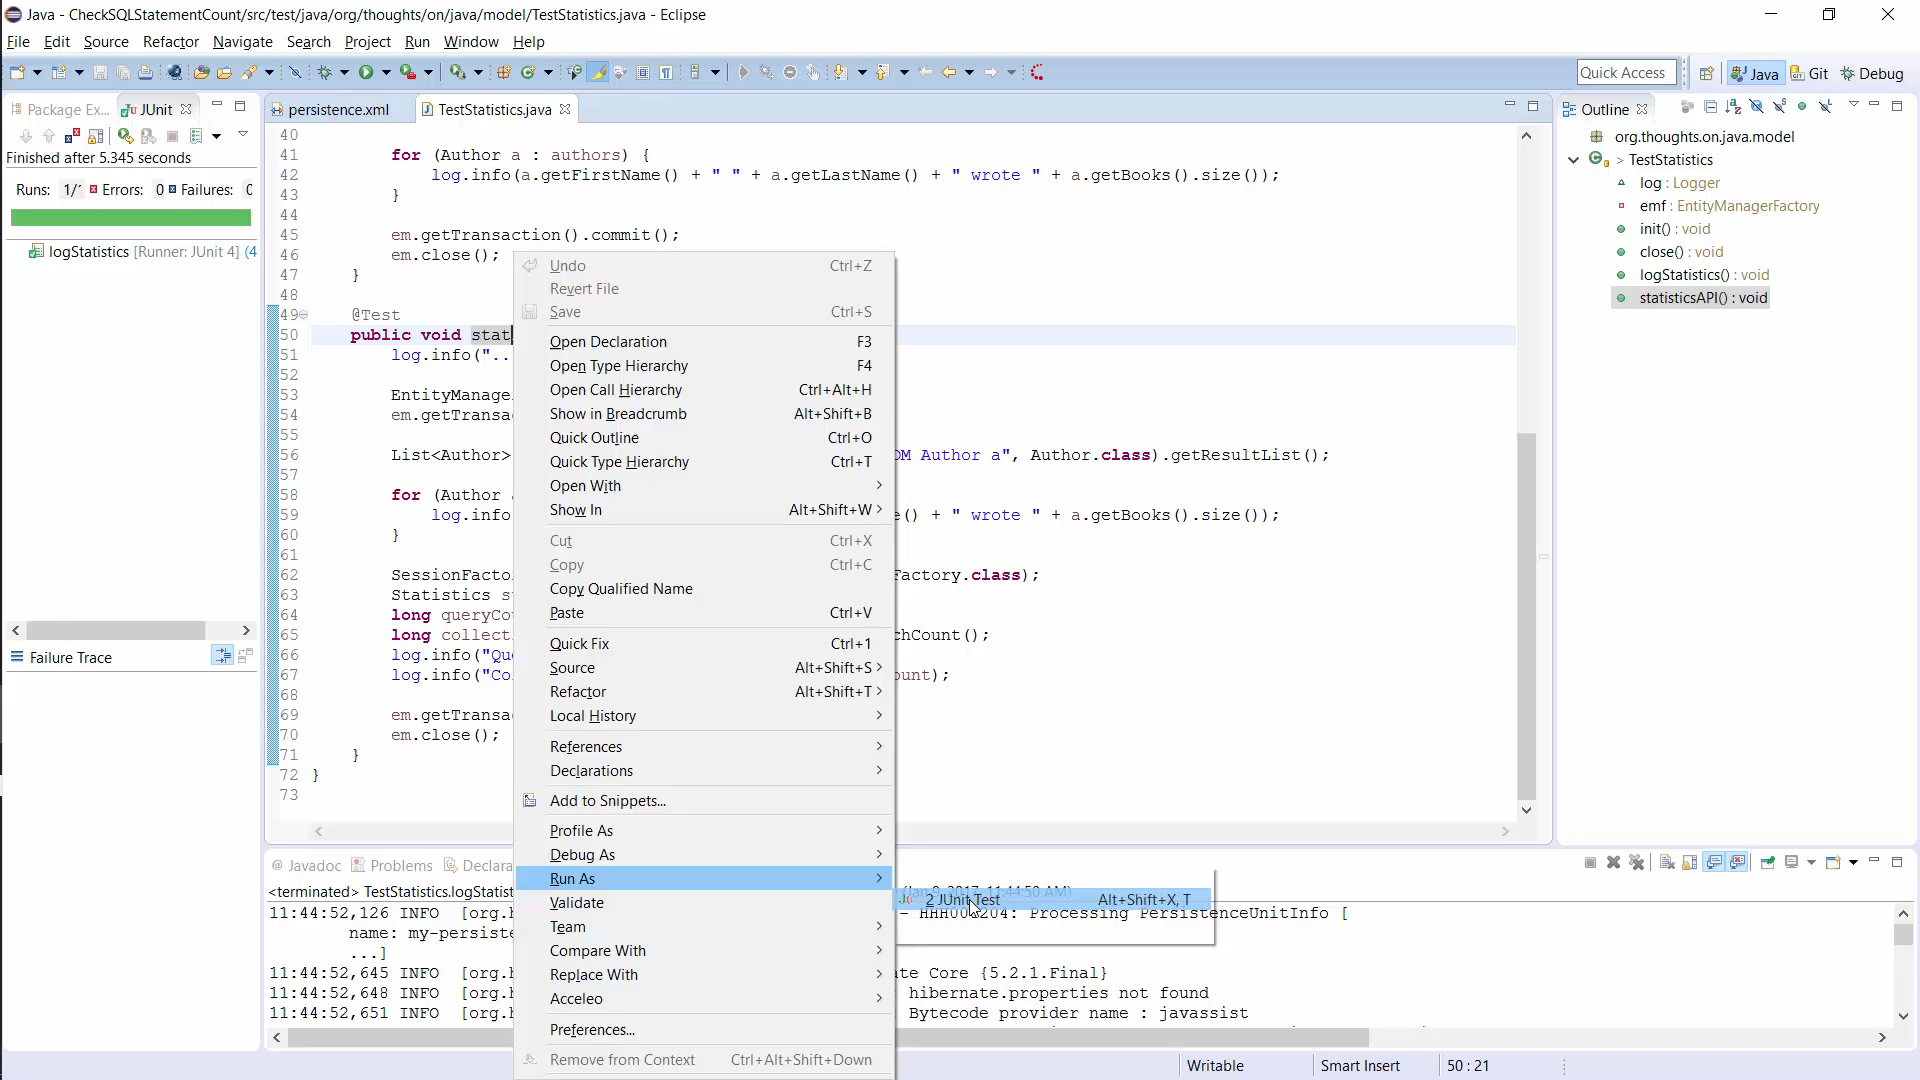 Java - CheckSQLStatementCount/src/test/java/org/thoughts/on/java/model/TestStatistics.java - Eclipse
File Edit Source Refactor Navigate Search Project Run Window Help
Quick Access Java Git Debug
Package Ex... JUnit
Finished after 5.345 seconds
Runs: 1/ Errors: 0 Failures: 0
logStatistics [Runner: JUnit 4] (4
Failure Trace
persistence.xml TestStatistics.java
40
41 for (Author a : authors) {
42 log.info(a.getFirstName() + " " + a.getLastName() + " wrote " + a.getBooks().size());
43 }
44
45 em.getTransaction().commit();
46 em.close();
47 }
48
49 @Test
50 public void stat
51 log.info("..
52
53 EntityManage
54 em.getTransa
55
56 List<Author> OM Author a", Author.class).getResultList();
57
58 for (Author
59 log.info e() + " wrote " + a.getBooks().size());
60 }
61
62 SessionFacto Factory.class);
63 Statistics s
64 long queryCo
65 long collect chCount();
66 log.info("Qu
67 log.info("Co unt);
68
69 em.getTransa
70 em.close();
71 }
72 }
73
Undo Ctrl+Z
Revert File
Save Ctrl+S
Open Declaration F3
Open Type Hierarchy F4
Open Call Hierarchy Ctrl+Alt+H
Show in Breadcrumb Alt+Shift+B
Quick Outline Ctrl+O
Quick Type Hierarchy Ctrl+T
Open With
Show In Alt+Shift+W
Cut Ctrl+X
Copy Ctrl+C
Copy Qualified Name
Paste Ctrl+V
Quick Fix Ctrl+1
Source Alt+Shift+S
Refactor Alt+Shift+T
Local History
References
Declarations
Add to Snippets...
Profile As
Debug As
Run As
Validate
Team
Compare With
Replace With
Acceleo
Preferences...
Remove from Context Ctrl+Alt+Shift+Down
2 JUnit Test Alt+Shift+X, T
Outline
org.thoughts.on.java.model
> TestStatistics
log : Logger
emf : EntityManagerFactory
init() : void
close() : void
logStatistics() : void
statisticsAPI() : void
@ Javadoc Problems Declara
<terminated> TestStatistics.logStatist (Jan 9, 2017, 11:44:50 AM)
11:44:52,126 INFO [org.h - Processing PersistenceUnitInfo [
name: my-persiste
...]
11:44:52,645 INFO [org.h te Core {5.2.1.Final}
11:44:52,648 INFO [org.h hibernate.properties not found
11:44:52,651 INFO [org.h Bytecode provider name : javassist
Writable Smart Insert 50 : 21